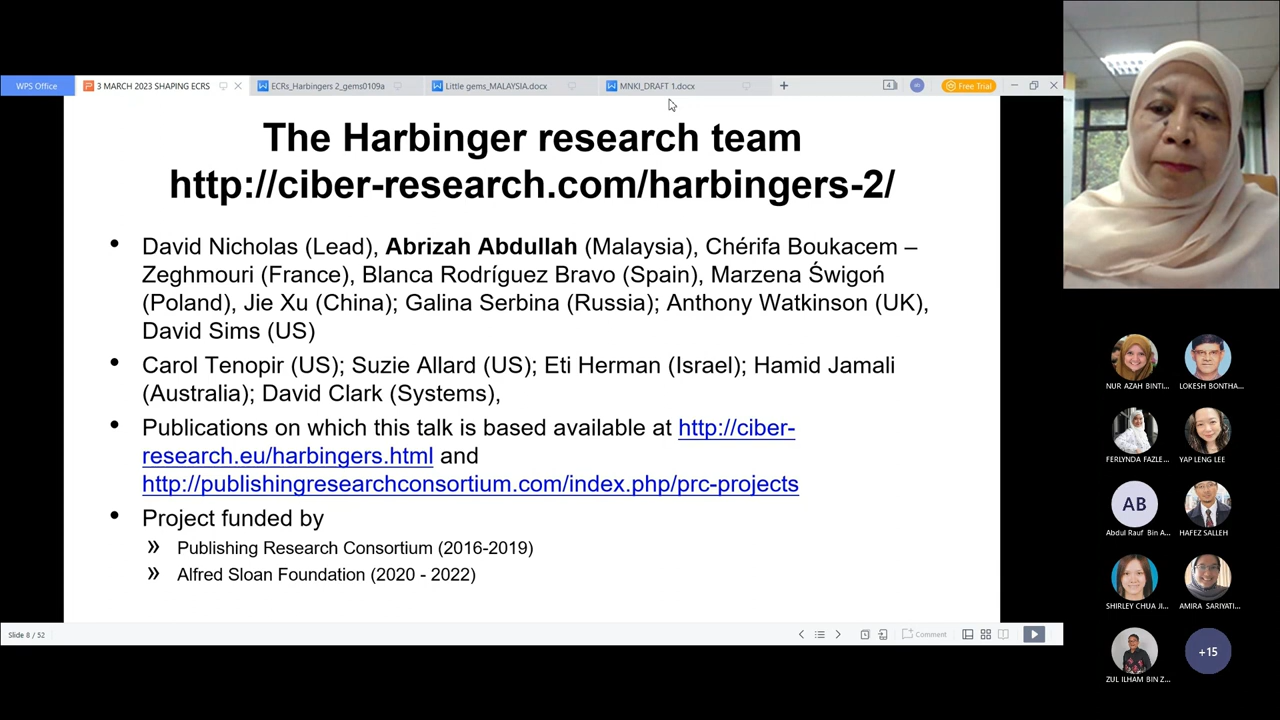 WPS Office
3 MARCH 2023 SHAPING ECRS
ECRs_Harbingers 2_gems0109a
Little gems_MALAYSIA.docx
MNKI_DRAFT 1.docx
Free Trial
The Harbinger research team
http://ciber-research.com/harbingers-2/
• David Nicholas (Lead), Abrizah Abdullah (Malaysia), Chérifa Boukacem –
Zeghmouri (France), Blanca Rodríguez Bravo (Spain), Marzena Świgoń
(Poland), Jie Xu (China); Galina Serbina (Russia); Anthony Watkinson (UK),
David Sims (US)
• Carol Tenopir (US); Suzie Allard (US); Eti Herman (Israel); Hamid Jamali
(Australia); David Clark (Systems),
• Publications on which this talk is based available at http://ciber-
research.eu/harbingers.html and
http://publishingresearchconsortium.com/index.php/prc-projects
• Project funded by
» Publishing Research Consortium (2016-2019)
» Alfred Sloan Foundation (2020 - 2022)
Slide 8 / 52
Comment
NUR AZAH BINTI...
LOKESH BONTHA...
FERLYNDA FAZLE...
YAP LENG LEE
AB
Abdul Rauf Bin A...
HAFEZ SALLEH
SHIRLEY CHUA JI...
AMIRA SARIYATI...
ZUL ILHAM BIN Z...
+15